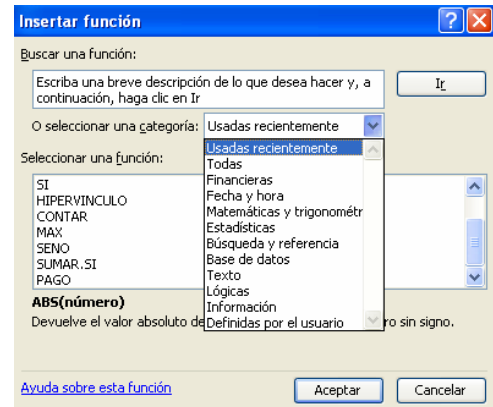 Insertar función
Buscar una función:
Escriba una breve descripción de lo que desea hacer y, a
continuación, haga clic en Ir
Ir
O seleccionar una categoría: Usadas recientemente
Usadas recientemente
Todas
Financieras
Fecha y hora
Matemáticas y trigonométr
Estadísticas
Búsqueda y referencia
Base de datos
Texto
Lógicas
Información
Definidas por el usuario
Seleccionar una función:
SI
HIPERVINCULO
CONTAR
MAX
SENO
SUMAR.SI
PAGO
ABS(número)
Devuelve el valor absoluto de ro sin signo.
Ayuda sobre esta función
Aceptar
Cancelar